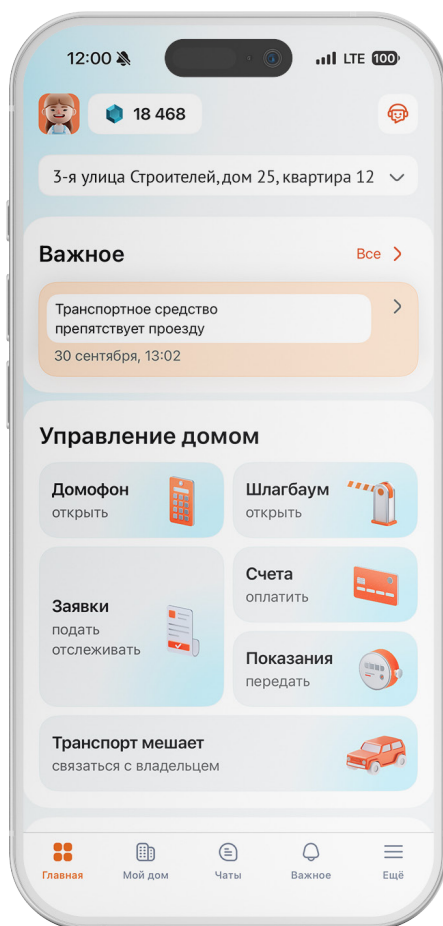 12:00
LTE 100
18 468
3-я улица Строителей, дом 25, квартира 12
Важное
Все
Транспортное средство
препятствует проезду
30 сентября, 13:02
Управление домом
Домофон
открыть
Шлагбаум
открыть
Заявки
подать
отслеживать
Счета
оплатить
Показания
передать
Транспорт мешает
связаться с владельцем
Главная
Мой дом
Чаты
Важное
Ещё